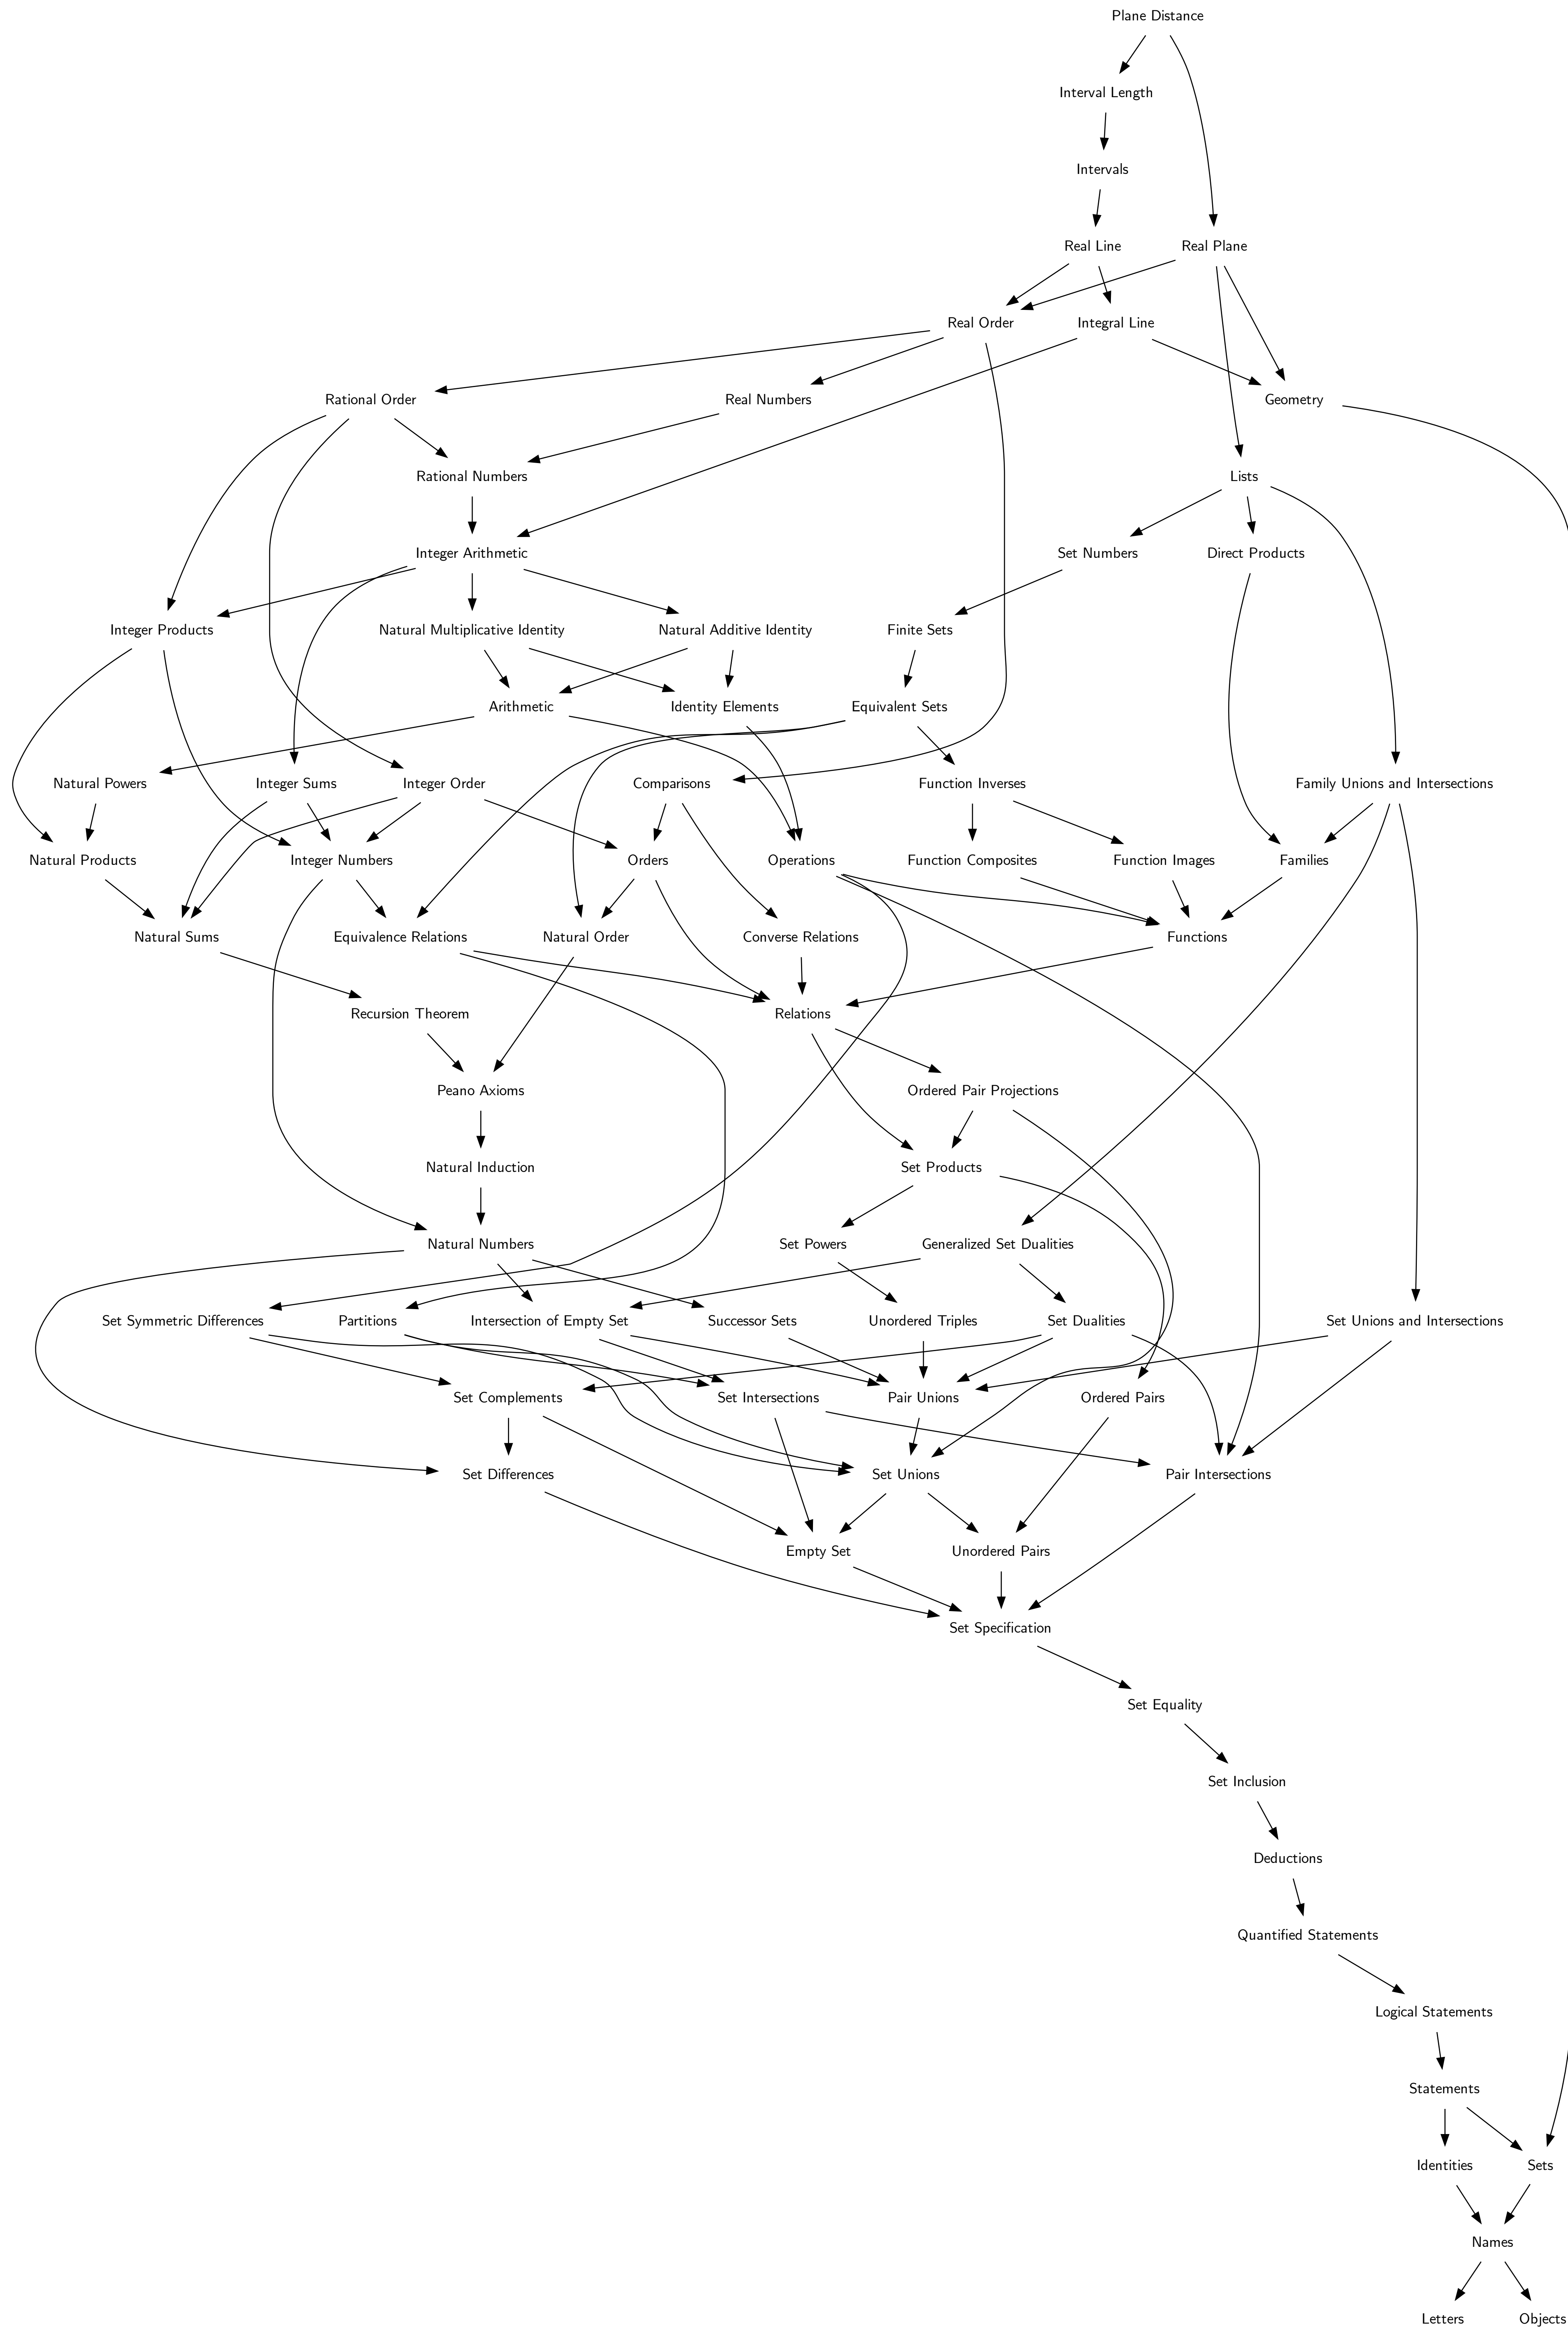 Plane Distance
Interval Length
Intervals
Real Line
Real Plane
Real Order
Integral Line
Rational Order
Real Numbers
Geometry
Rational Numbers
Lists
Integer Arithmetic
Set Numbers
Direct Products
Integer Products
Natural Multiplicative Identity
Natural Additive Identity
Finite Sets
Arithmetic
Identity Elements
Equivalent Sets
Natural Powers
Integer Sums
Integer Order
Comparisons
Function Inverses
Family Unions and Intersections
Natural Products
Integer Numbers
Orders
Operations
Function Composites
Function Images
Families
Natural Sums
Equivalence Relations
Natural Order
Converse Relations
Functions
Recursion Theorem
Relations
Peano Axioms
Ordered Pair Projections
Natural Induction
Set Products
Natural Numbers
Set Powers
Generalized Set Dualities
Set Symmetric Differences
Partitions
Intersection of Empty Set
Successor Sets
Unordered Triples
Set Dualities
Set Unions and Intersections
Set Complements
Set Intersections
Pair Unions
Ordered Pairs
Set Differences
Set Unions
Pair Intersections
Empty Set
Unordered Pairs
Set Specification
Set Equality
Set Inclusion
Deductions
Quantified Statements
Logical Statements
Statements
Identities
Sets
Names
Letters
Objects